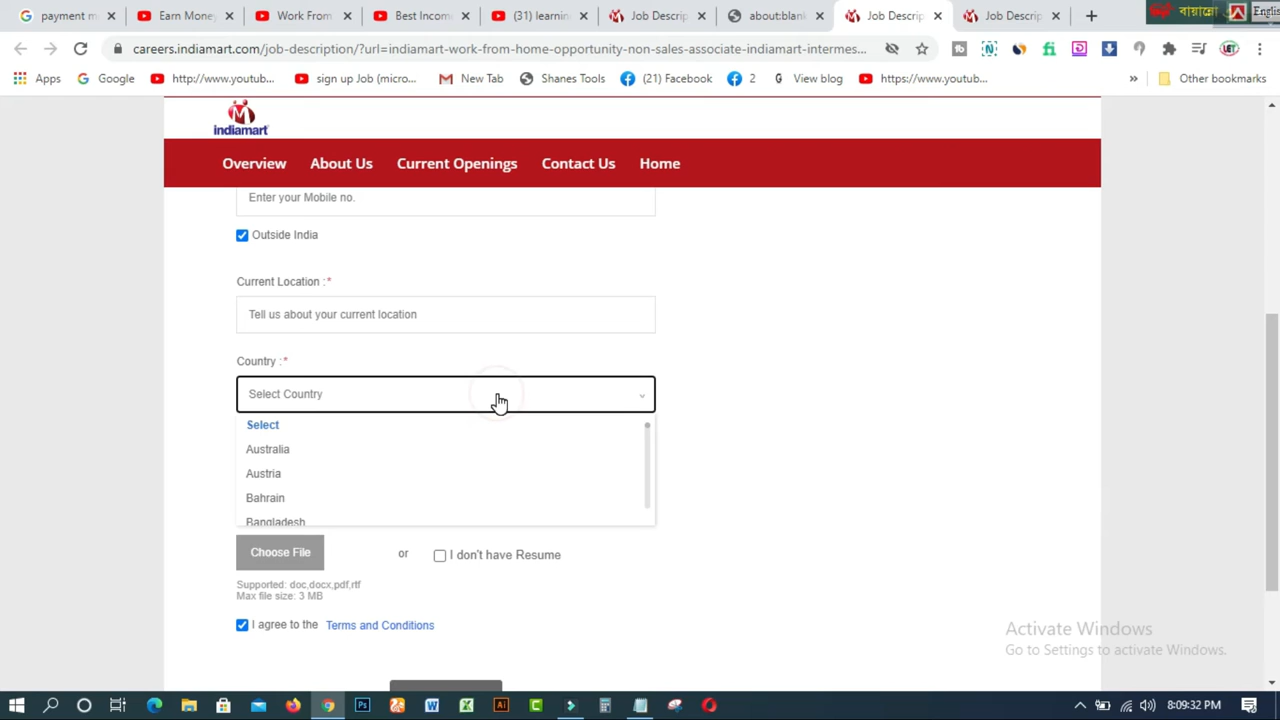 payment m
Earn Money
Work From
Best Incom
(31) learni
Job Descrip
about:blan
Job Descrip
Job Descrip
বায়ান্নো
Englis
careers.indiamart.com/job-description/?url=indiamart-work-from-home-opportunity-non-sales-associate-indiamart-intermes...
Apps
Google
http://www.youtub...
sign up Job (micro...
New Tab
Shanes Tools
(21) Facebook
2
View blog
https://www.youtub...
»
Other bookmarks
indiamart
Overview
About Us
Current Openings
Contact Us
Home
Enter your Mobile no.
Outside India
Current Location :*
Tell us about your current location
Country :*
Select Country
Select
Australia
Austria
Bahrain
Bangladesh
Choose File
or
I don't have Resume
Supported: doc,docx,pdf,rtf
Max file size: 3 MB
I agree to the Terms and Conditions
Activate Windows
Go to Settings to activate Windows.
8:09:32 PM